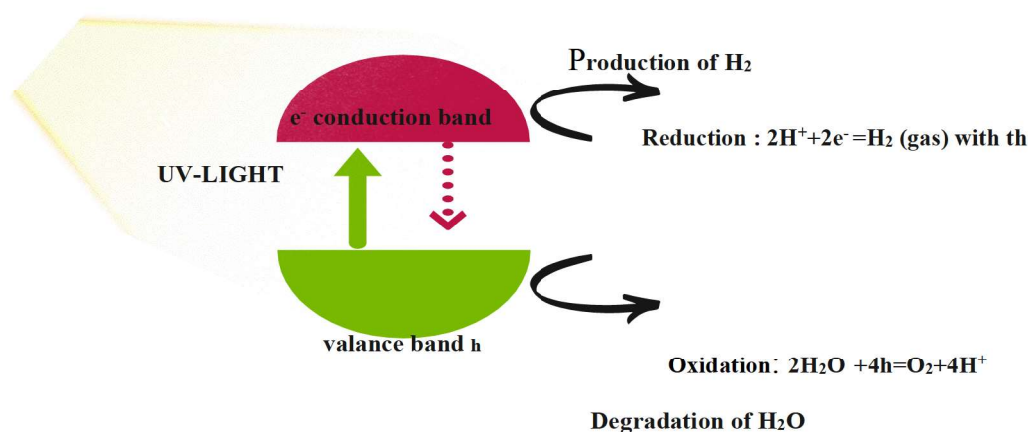 Production of H₂
e⁻ conduction band
Reduction : 2H⁺+2e⁻=H₂ (gas) with th
UV-LIGHT
valance band h
Oxidation: 2H₂O +4h=O₂+4H⁺
Degradation of H₂O